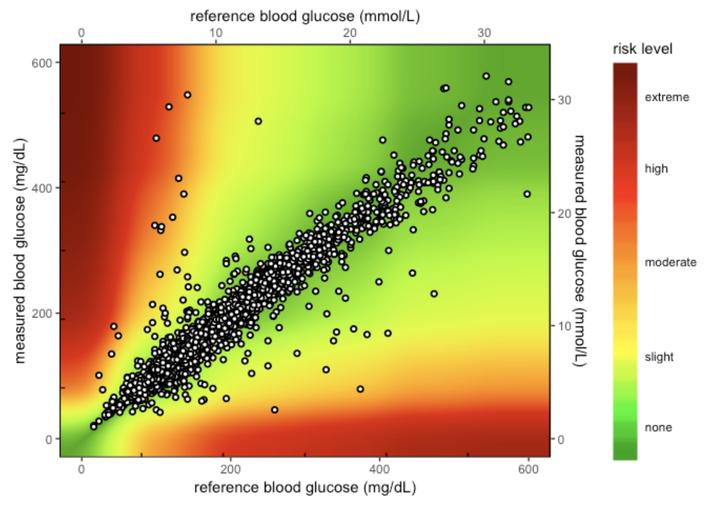 reference blood glucose (mmol/L)
0 10 20 30
risk level
600
400
200
0
measured blood glucose (mg/dL)
30
20
10
0
measured blood glucose (mmol/L)
extreme
high
moderate
slight
none
0 200 400 600
reference blood glucose (mg/dL)